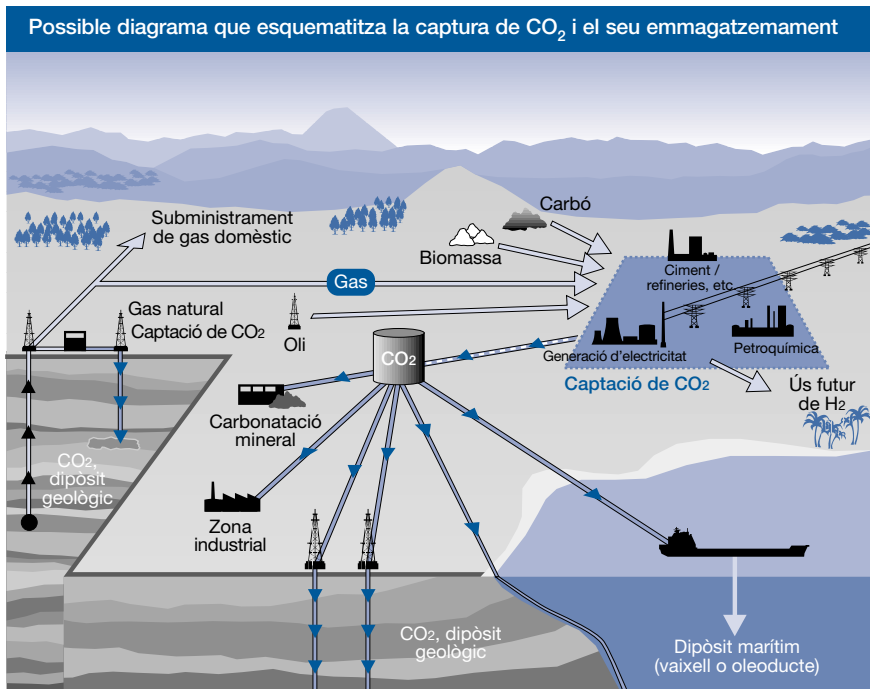 Possible diagrama que esquematitza la captura de CO₂ i el seu emmagatzemament
Subministrament
de gas domèstic
Carbó
Biomassa
Ciment /
refineries, etc.
Gas
Gas natural
Captació de CO₂
Oli
CO₂
Generació d'electricitat
Petroquímica
Captació de CO₂
Ús futur
de H₂
Carbonatació
mineral
CO₂,
dipòsit
geològic
Zona
industrial
CO₂, dipòsit
geològic
Dipòsit marítim
(vaixell o oleoducte)